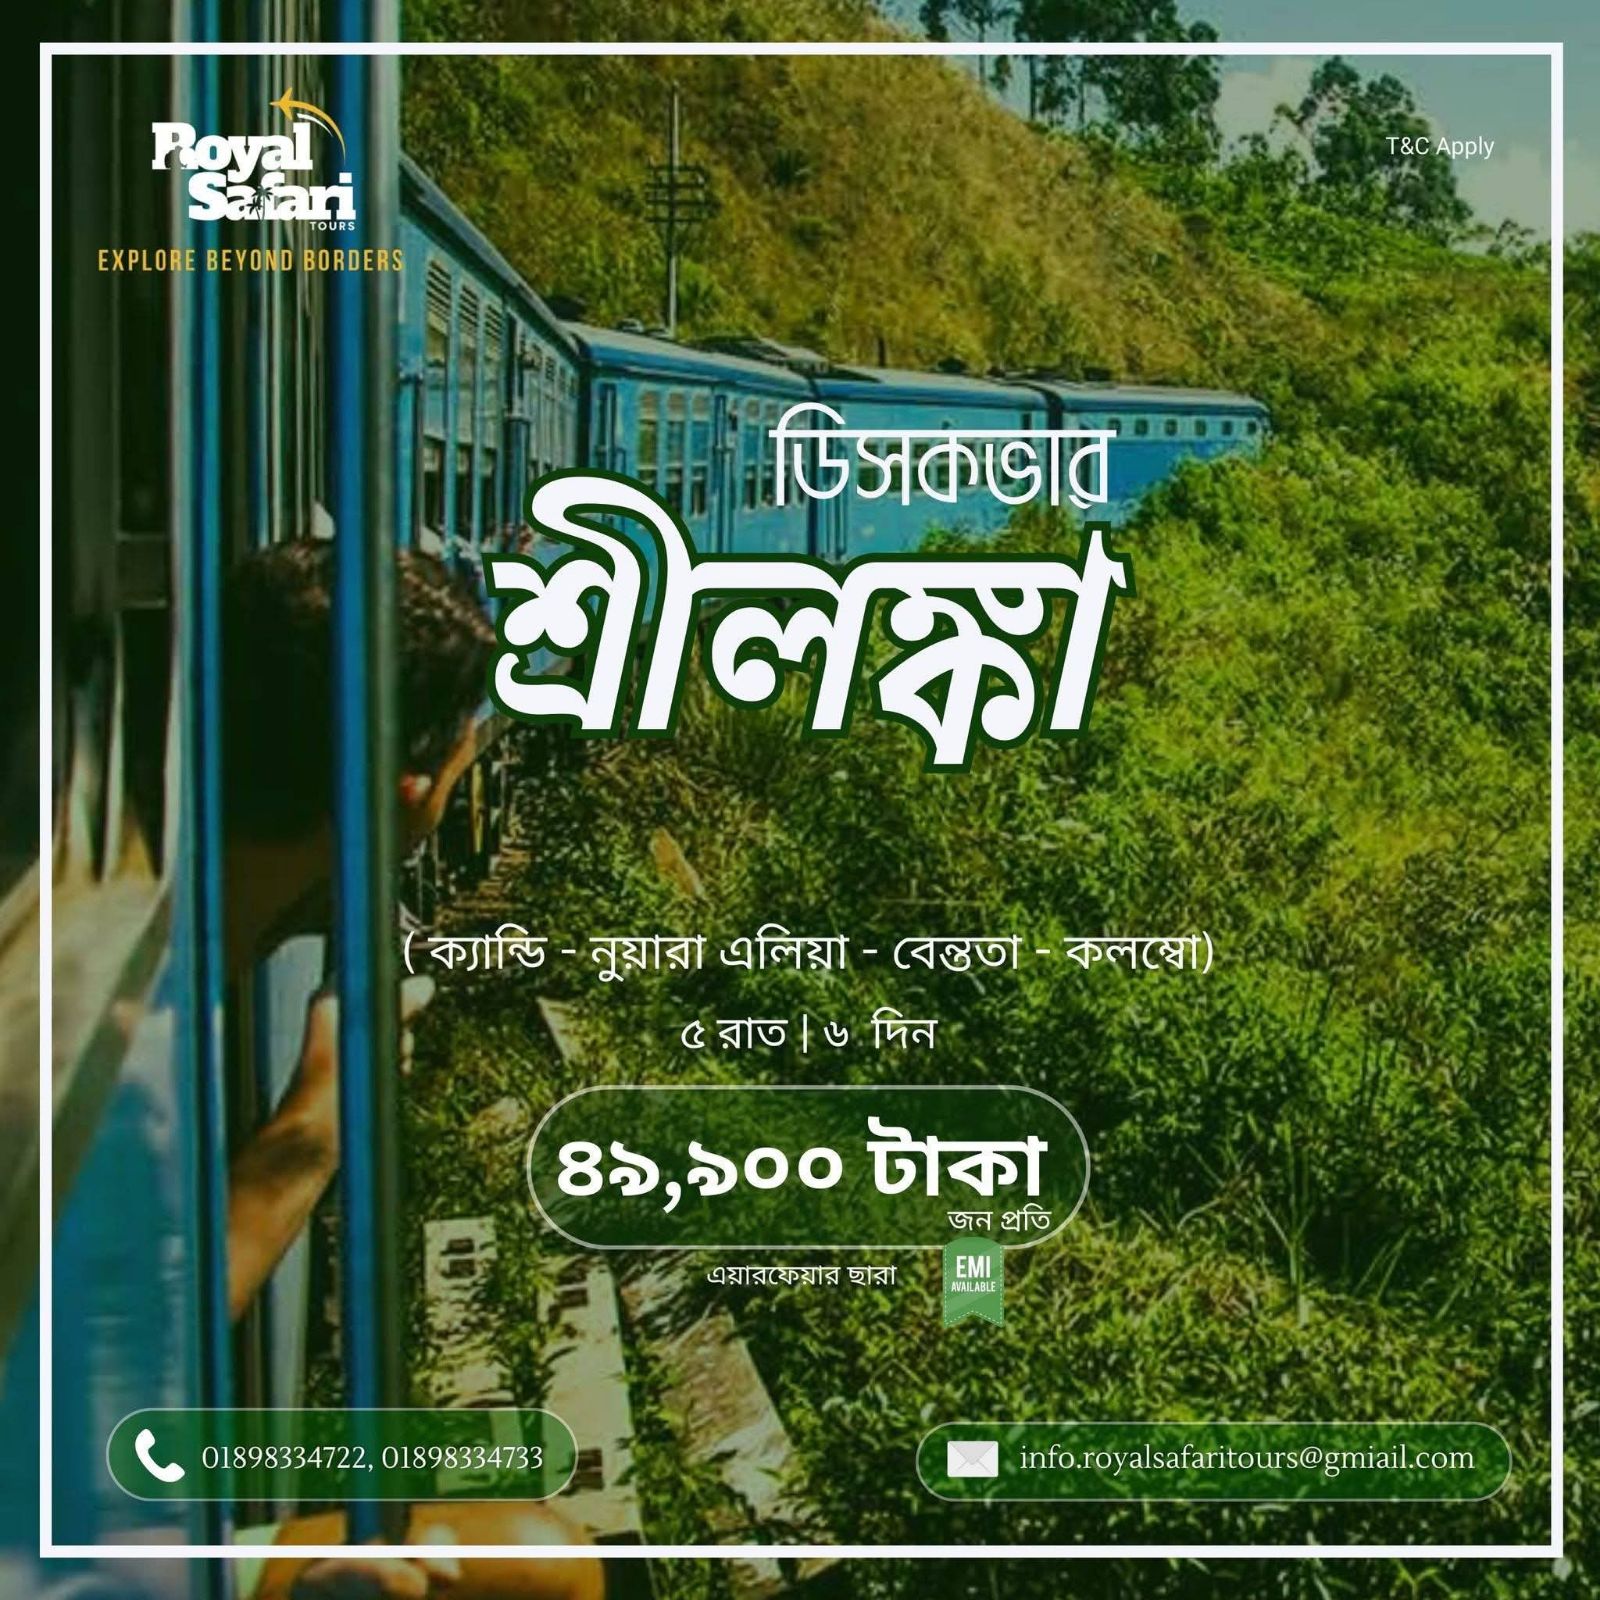 Royal
Safari
TOURS
EXPLORE BEYOND BORDERS
T&C Apply
ডিসকভার
শ্রীলঙ্কা
( ক্যান্ডি - নুয়ারা এলিয়া - বেন্ততা - কলম্বো)
৫ রাত | ৬ দিন
৪৯,৯০০ টাকা
জন প্রতি
এয়ারফেয়ার ছারা
EMI
AVAILABLE
01898334722, 01898334733
info.royalsafaritours@gmiail.com